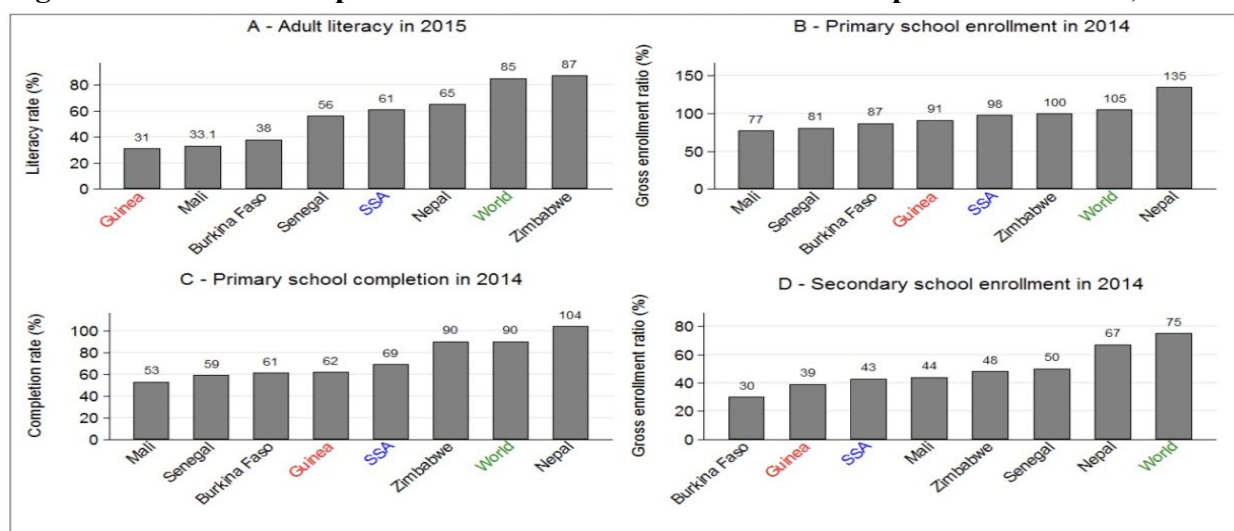 A - Adult literacy in 2015
Literacy rate (%)
80
60
40
20
0
31
33.1
38
56
61
65
85
87
Guinea
Mali
Burkina Faso
Senegal
SSA
Nepal
World
Zimbabwe
B - Primary school enrollment in 2014
Gross enrollment ratio (%)
150
100
50
0
77
81
87
91
98
100
105
135
Mali
Senegal
Burkina Faso
Guinea
SSA
Zimbabwe
World
Nepal
C - Primary school completion in 2014
Completion rate (%)
100
80
60
40
20
0
53
59
61
62
69
90
90
104
Mali
Senegal
Burkina Faso
Guinea
SSA
Zimbabwe
World
Nepal
D - Secondary school enrollment in 2014
Gross enrollment ratio (%)
80
60
40
20
0
30
39
43
44
48
50
67
75
Burkina Faso
Guinea
SSA
Mali
Zimbabwe
Senegal
Nepal
World